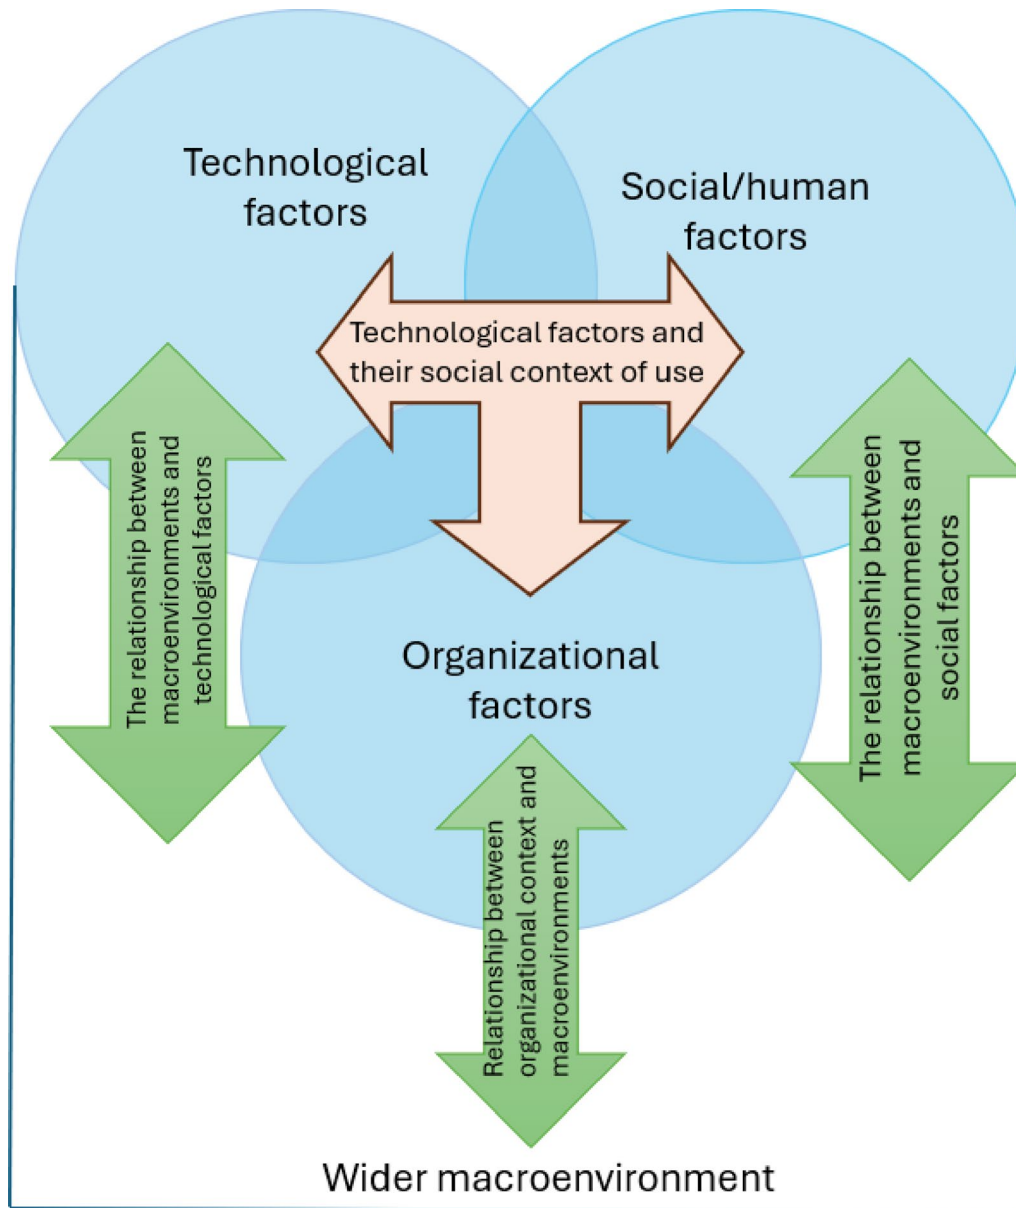 Technological
factors
Social/human
factors
Technological factors and
their social context of use
The relationship between
macroenvironments and
technological factors
The relationship between
macroenvironments and
social factors
Organizational
factors
Relationship between
organizational context and
macroenvironments
Wider macroenvironment